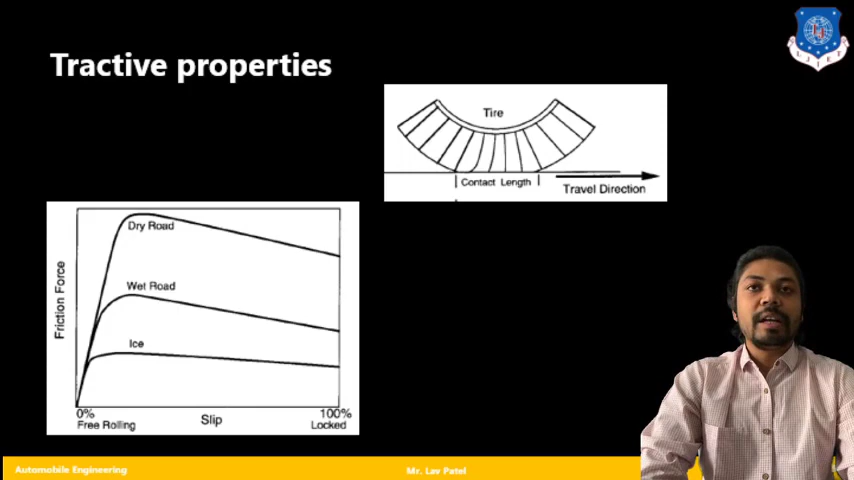 Tractive properties
Tire
Contact Length
Travel Direction
Friction Force
Dry Road
Wet Road
Ice
0%
100%
Slip
Free Rolling
Locked
Automobile Engineering
Mr. Lav Patel